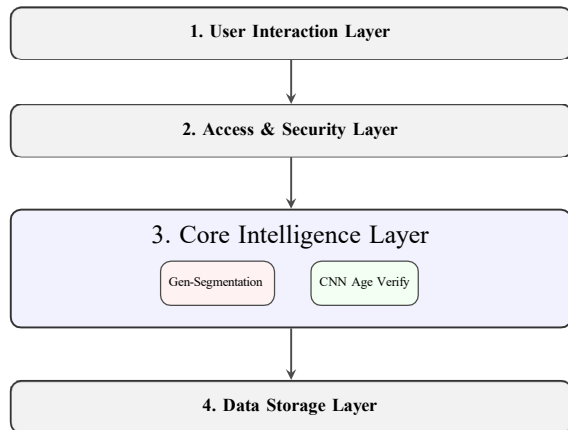 1. User Interaction Layer
2. Access & Security Layer
3. Core Intelligence Layer
Gen-Segmentation
CNN Age Verify
4. Data Storage Layer